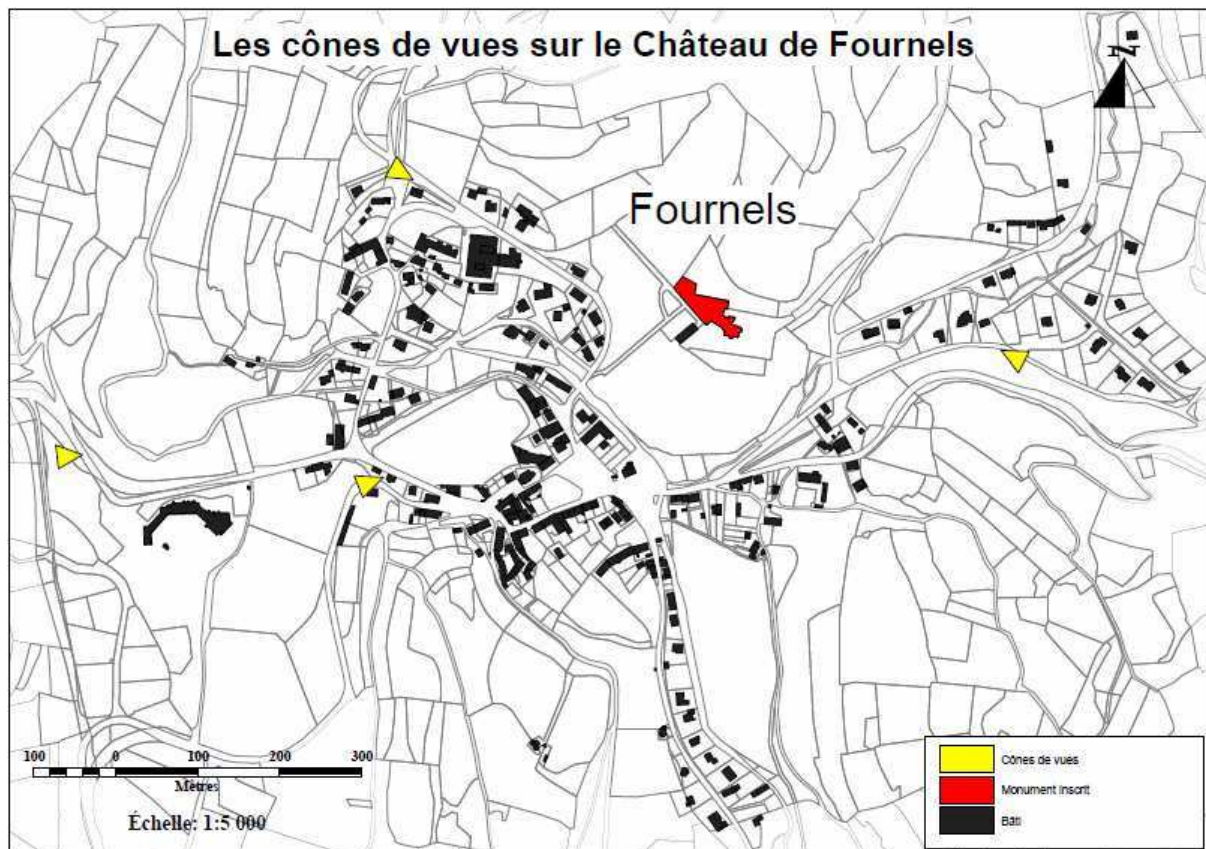 Les cônes de vues sur le Château de Fournels
N
Fournels
100 0 100 200 300
Mètres
Échelle: 1:5 000
Cônes de vues
Monument Inscrit
Bâti